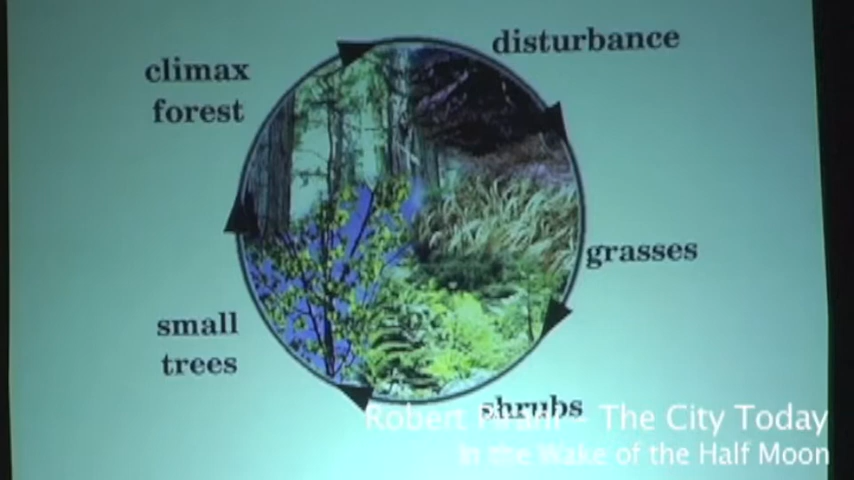 disturbance
climax
forest
grasses
small
trees
shrubs
Robert – The City Today
In the Wake of the Half Moon